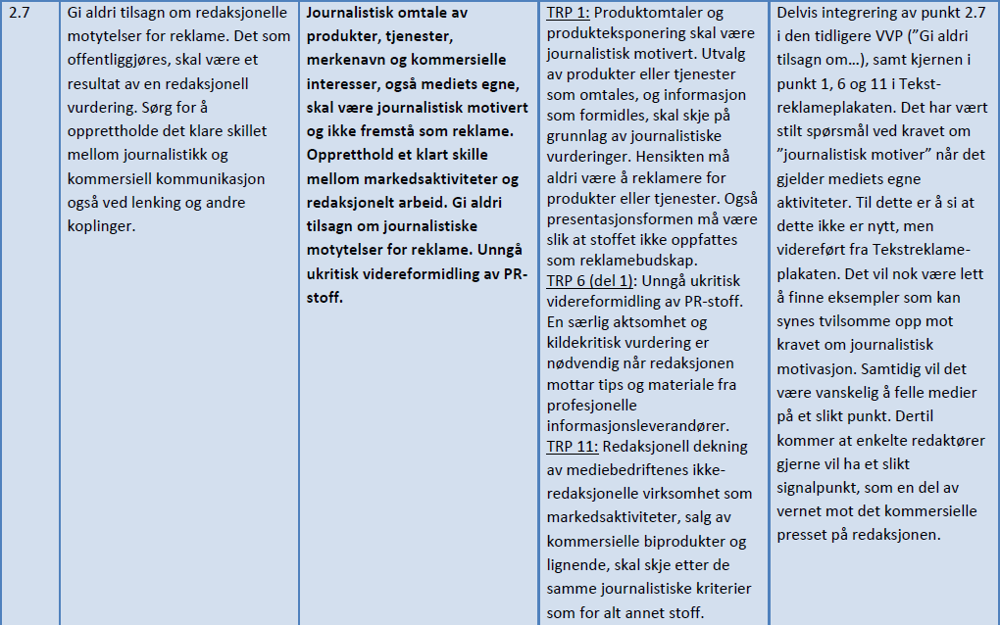 2.7
Gi aldri tilsagn om redaksjonelle
motytelser for reklame. Det som
offentliggjøres, skal være et
resultat av en redaksjonell
vurdering. Sørg for å
opprettholde det klare skillet
mellom journalistikk og
kommersiell kommunikasjon
også ved lenking og andre
koplinger.
Journalistisk omtale av
produkter, tjenester,
merkenavn og kommersielle
interesser, også mediets egne,
skal være journalistisk motivert
og ikke fremstå som reklame.
Oppretthold et klart skille
mellom markedsaktiviteter og
redaksjonelt arbeid. Gi aldri
tilsagn om journalistiske
motytelser for reklame. Unngå
ukritisk videreformidling av PR-
stoff.
TRP 1: Produktomtaler og
produkteksponering skal være
journalistisk motivert. Utvalg
av produkter eller tjenester
som omtales, og informasjon
som formidles, skal skje på
grunnlag av journalistiske
vurderinger. Hensikten må
aldri være å reklamere for
produkter eller tjenester. Også
presentasjonsformen må være
slik at stoffet ikke oppfattes
som reklamebudskap.
TRP 6 (del 1): Unngå ukritisk
videreformidling av PR-stoff.
En særlig aktsomhet og
kildekritisk vurdering er
nødvendig når redaksjonen
mottar tips og materiale fra
profesjonelle
informasjonsleverandører.
TRP 11: Redaksjonell dekning
av mediebedriftenes ikke-
redaksjonelle virksomhet som
markedsaktiviteter, salg av
kommersielle biprodukter og
lignende, skal skje etter de
samme journalistiske kriterier
som for alt annet stoff.
Delvis integrering av punkt 2.7
i den tidligere VVP (”Gi aldri
tilsagn om…), samt kjernen i
punkt 1, 6 og 11 i Tekst-
reklameplakaten. Det har vært
stilt spørsmål ved kravet om
”journalistisk motiver” når det
gjelder mediets egne
aktiviteter. Til dette er å si at
dette ikke er nytt, men
videreført fra Tekstreklame-
plakaten. Det vil nok være lett
å finne eksempler som kan
synes tvilsomme opp mot
kravet om journalistisk
motivasjon. Samtidig vil det
være vanskelig å felle medier
på et slikt punkt. Dertil
kommer at enkelte redaktører
gjerne vil ha et slikt
signalpunkt, som en del av
vernet mot det kommersielle
presset på redaksjonen.